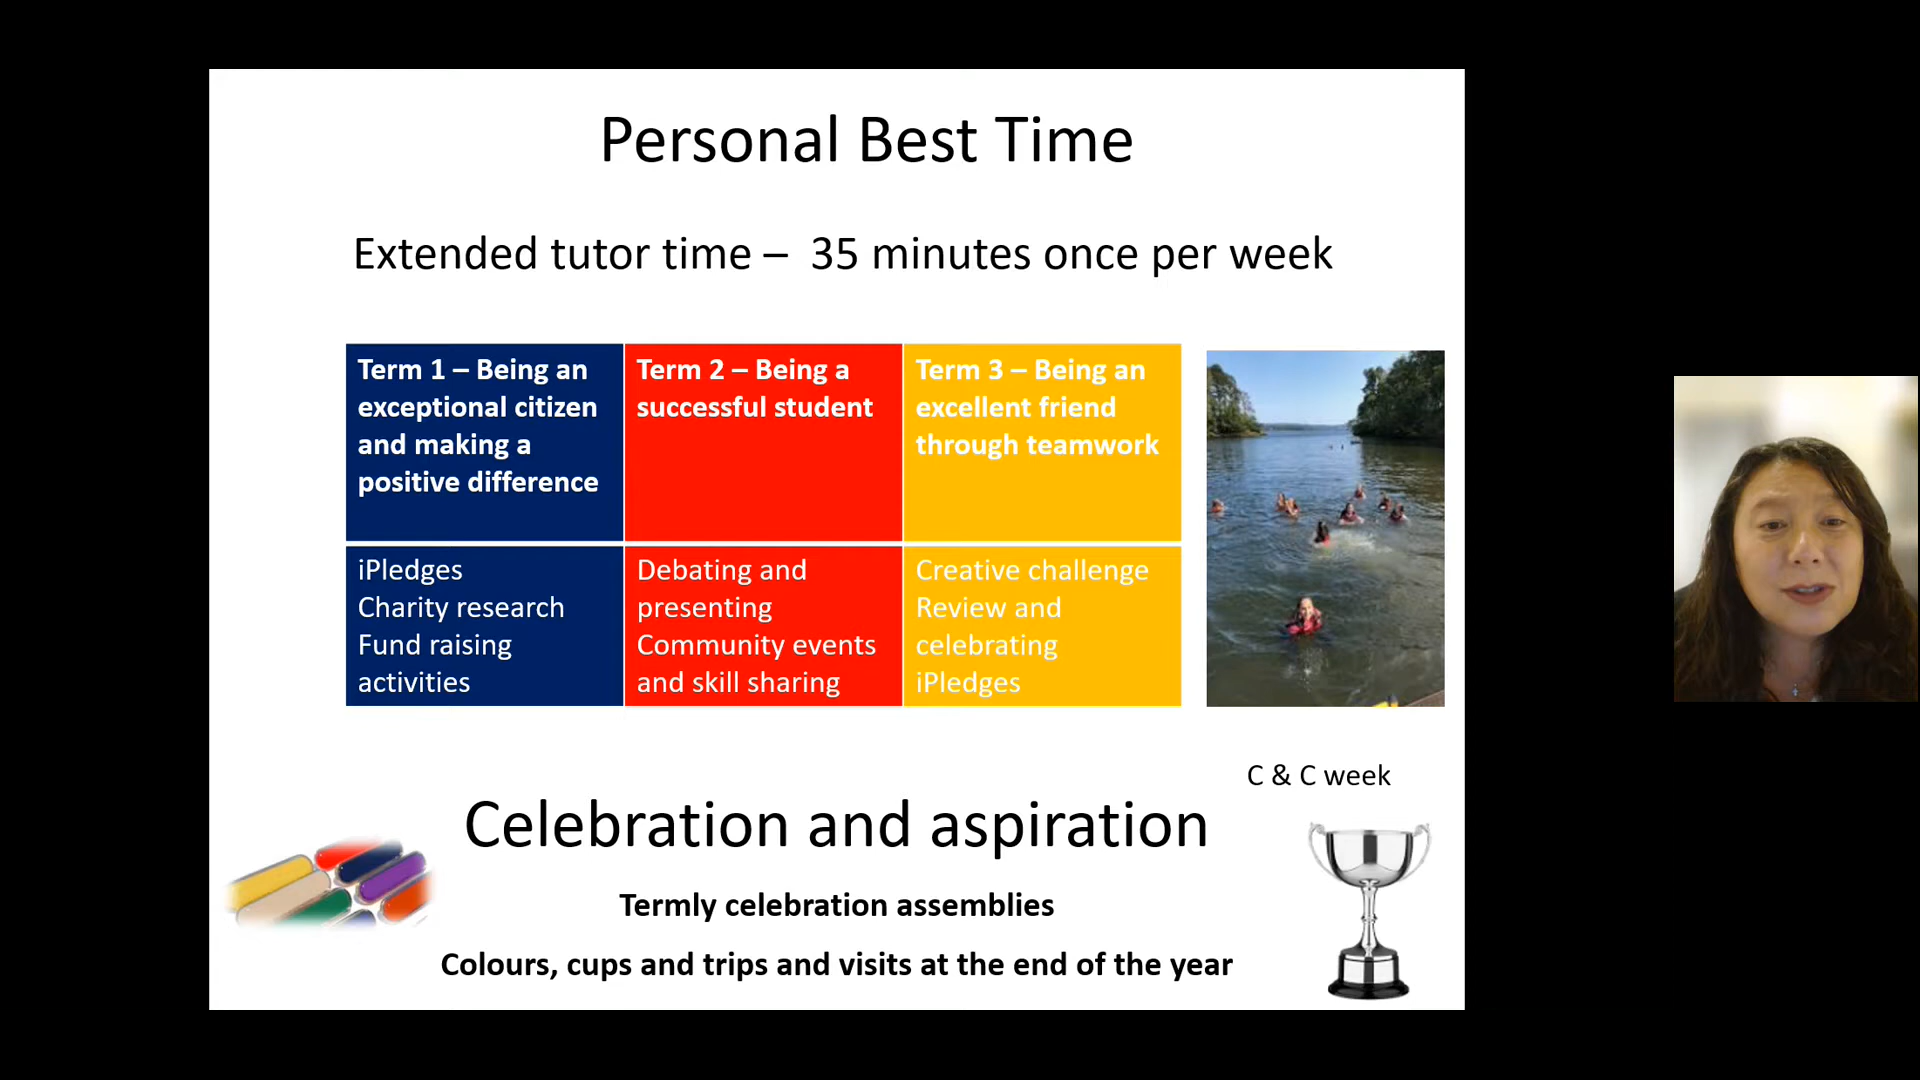 Personal Best Time
Extended tutor time – 35 minutes once per week
Term 1 – Being an
exceptional citizen
and making a
positive difference
Term 2 – Being a
successful student
Term 3 – Being an
excellent friend
through teamwork
iPledges
Charity research
Fund raising
activities
Debating and
presenting
Community events
and skill sharing
Creative challenge
Review and
celebrating
iPledges
C & C week
Celebration and aspiration
Termly celebration assemblies
Colours, cups and trips and visits at the end of the year